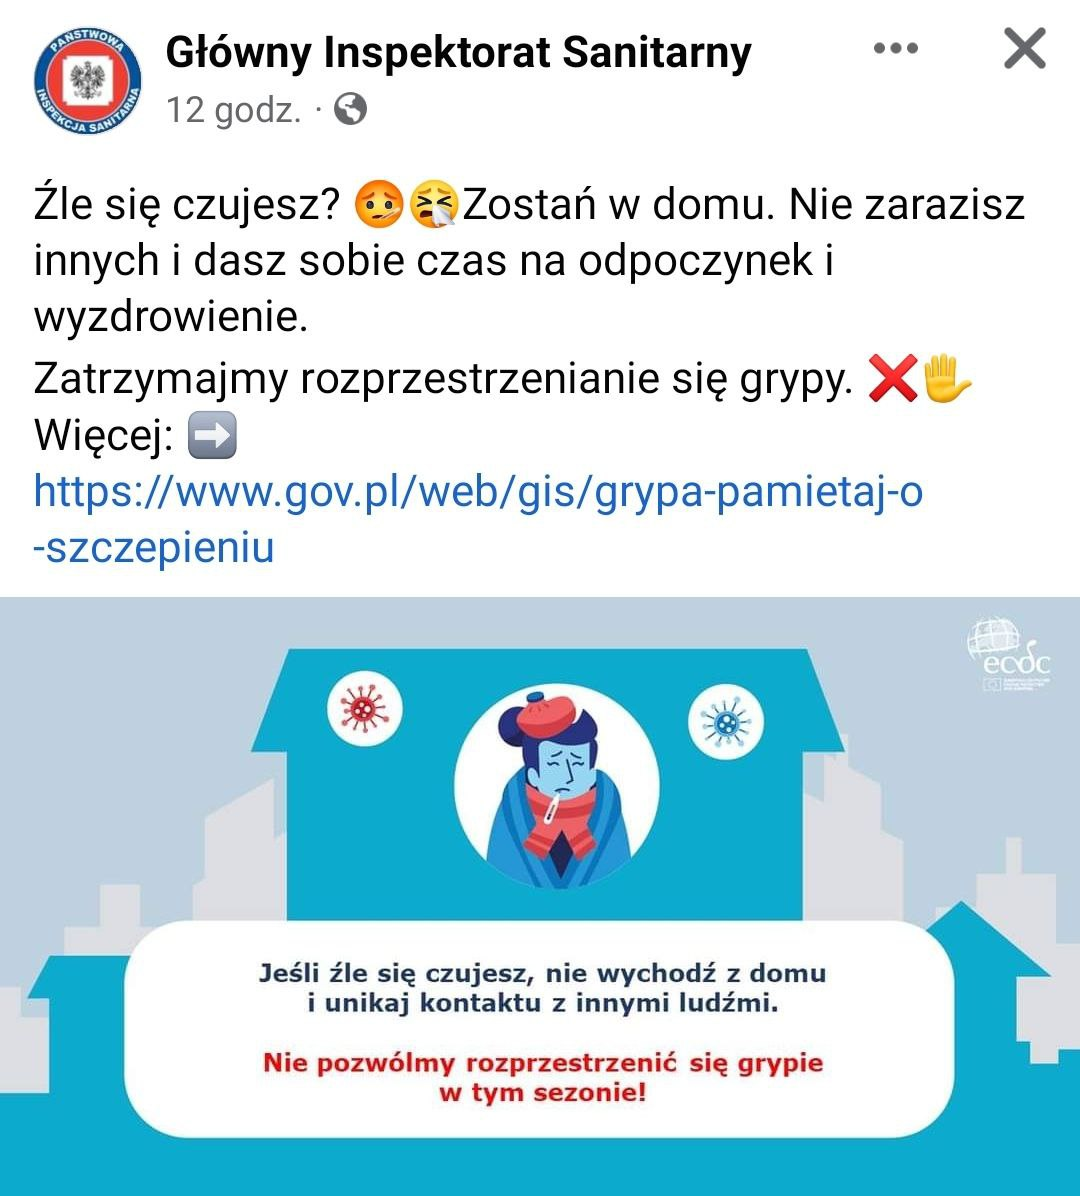 PAŃSTWOWA
INSPEKCJA SANITARNA
Główny Inspektorat Sanitarny
12 godz. ·
Źle się czujesz? 🤒🤧Zostań w domu. Nie zarazisz
innych i dasz sobie czas na odpoczynek i
wyzdrowienie.
Zatrzymajmy rozprzestrzenianie się grypy. ❌✋
Więcej: ➡️
https://www.gov.pl/web/gis/grypa-pamietaj-o
-szczepieniu
ecdc
Jeśli źle się czujesz, nie wychodź z domu
i unikaj kontaktu z innymi ludźmi.
Nie pozwólmy rozprzestrzenić się grypie
w tym sezonie!